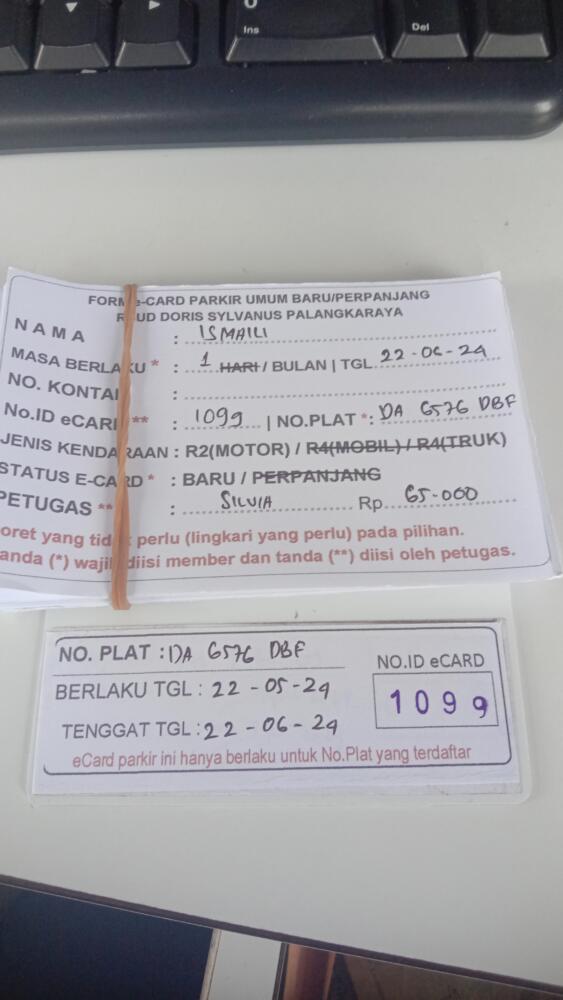 Ins
Del
FORM e-CARD PARKIR UMUM BARU/PERPANJANG
RSUD DORIS SYLVANUS PALANGKARAYA
NAMA : ISMAILI
MASA BERLAKU * : 1 HARI / BULAN | TGL 22-06-24
NO. KONTAK :
No.ID eCARD ** : 1099 | NO.PLAT *: DA 6576 DBF
JENIS KENDARAAN : R2(MOTOR) / R4(MOBIL) / R4(TRUK)
STATUS E-CARD * : BARU / PERPANJANG
PETUGAS ** : SILVIA Rp. 65.000
oret yang tidak perlu (lingkari yang perlu) pada pilihan.
anda (*) wajib diisi member dan tanda (**) diisi oleh petugas.
NO. PLAT : DA 6576 DBF
NO.ID eCARD
BERLAKU TGL : 22-05-24
1099
TENGGAT TGL : 22-06-24
eCard parkir ini hanya berlaku untuk No.Plat yang terdaftar